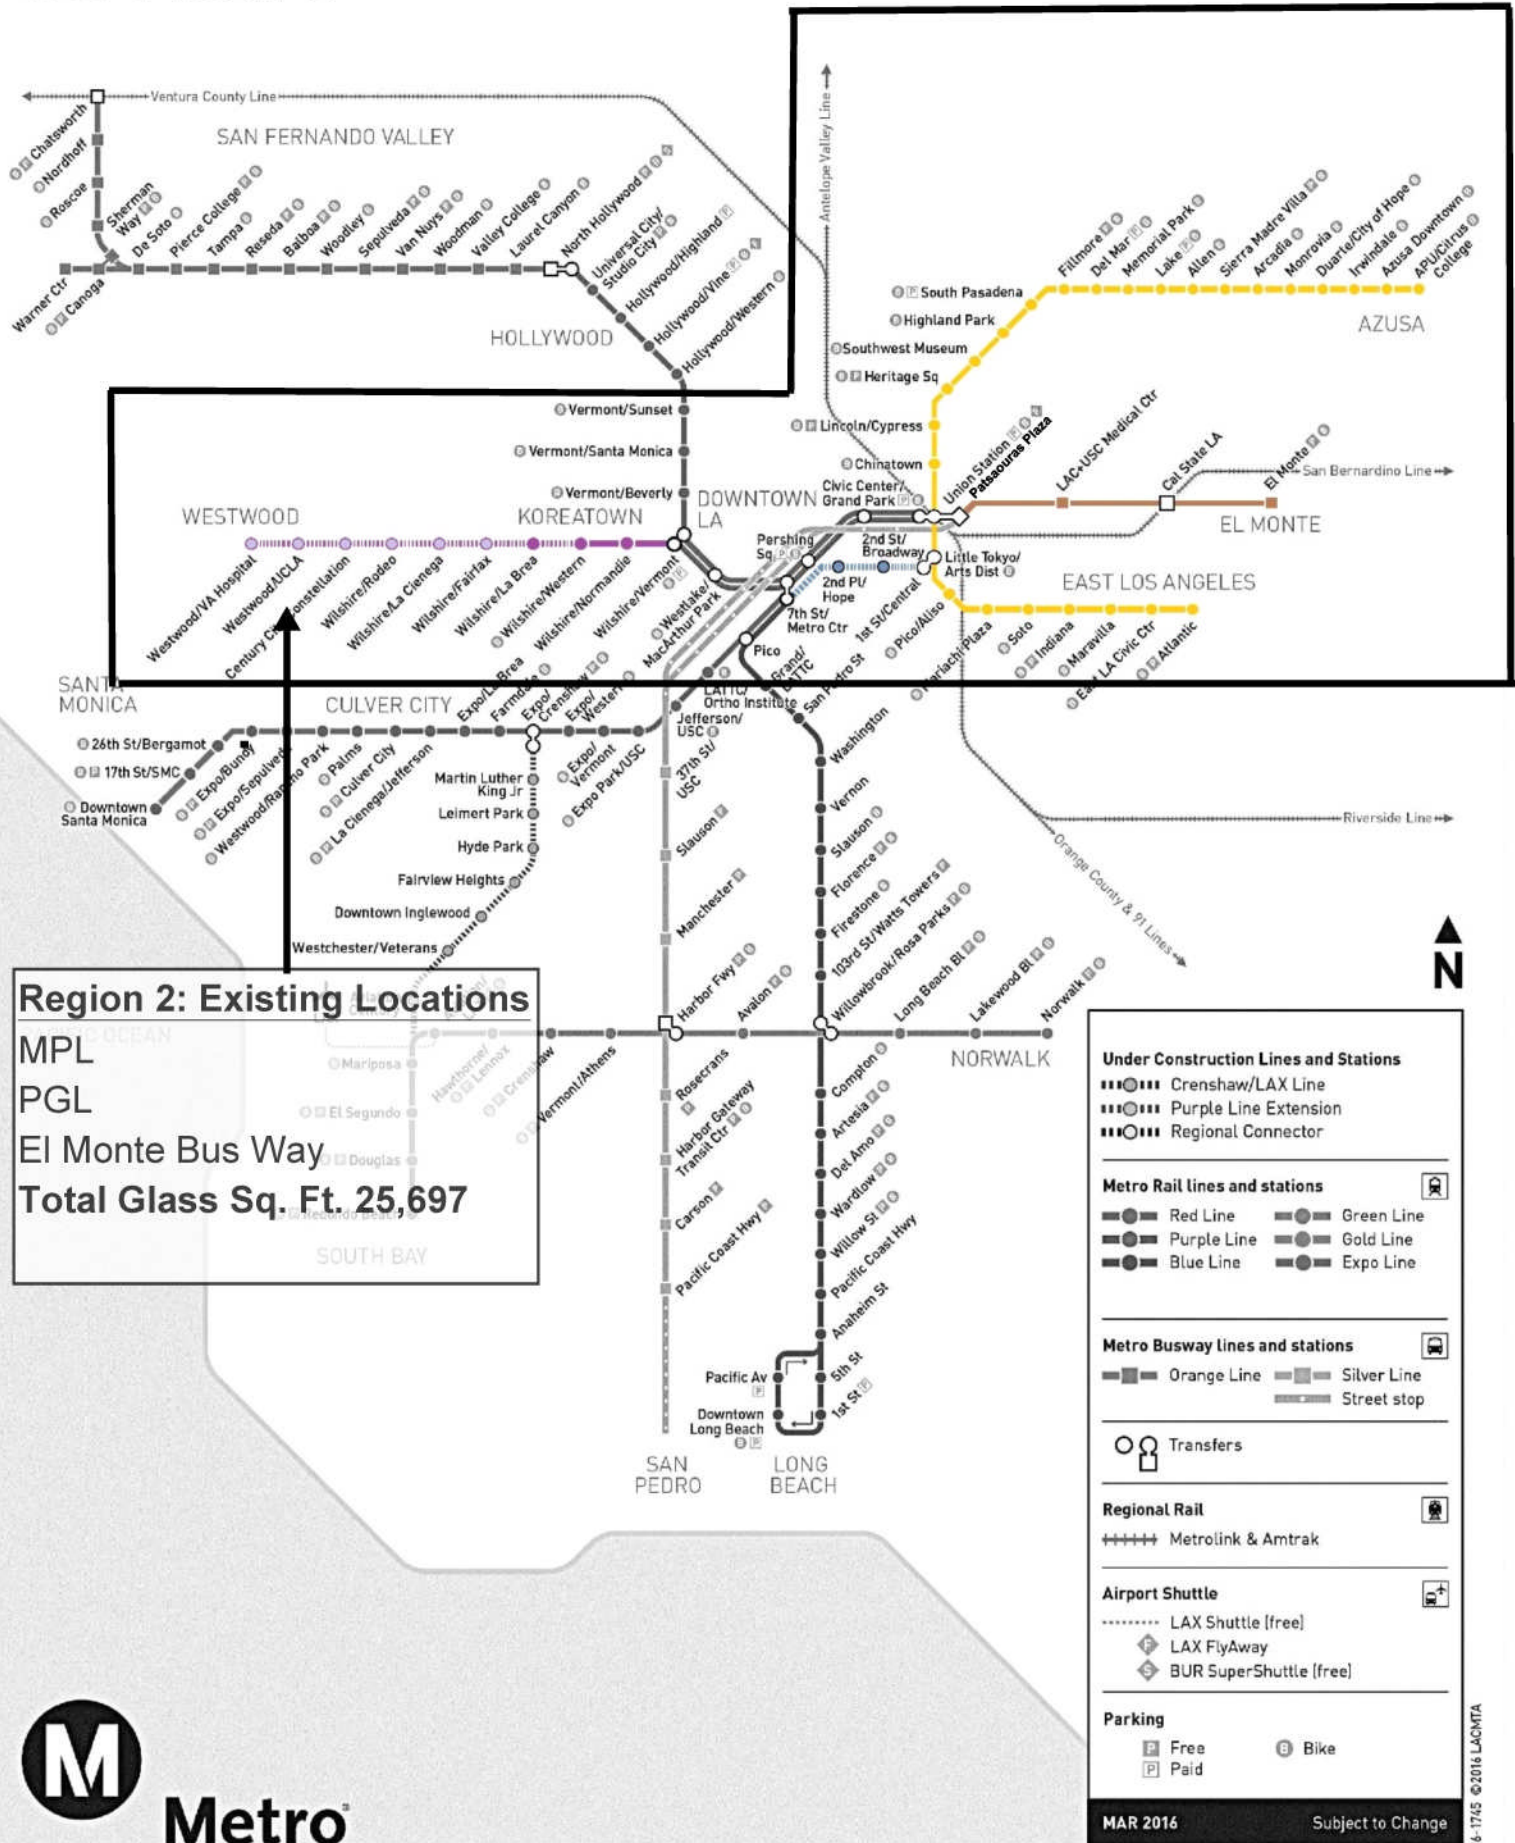 Ventura County Line
Antelope Valley Line
SAN FERNANDO VALLEY
Chatsworth
Nordhoff
Roscoe
Sherman
Way
Warner Ctr
Canoga
De Soto
Pierce College
Tampa
Reseda
Balboa
Woodley
Sepulveda
Van Nuys
Woodman
Valley College
Laurel Canyon
North Hollywood
Universal City/
Studio City
Hollywood/Highland
Hollywood/Vine
Hollywood/Western
HOLLYWOOD
Fillmore
Del Mar
Memorial Park
Lake
Allen
Sierra Madre Villa
Arcadia
Monrovia
Duarte/City of Hope
Irwindale
Azusa Downtown
APU/Citrus
College
South Pasadena
Highland Park
Southwest Museum
Heritage Sq
Lincoln/Cypress
Chinatown
AZUSA
Vermont/Sunset
Vermont/Santa Monica
Vermont/Beverly
WESTWOOD
KOREATOWN
DOWNTOWN
LA
Civic Center/
Grand Park
Union Station
Patsaouras Plaza
LAC+USC Medical Ctr
Cal State LA
El Monte
San Bernardino Line
EL MONTE
Pershing
Sq
2nd St/
Broadway
Little Tokyo/
Arts Dist
2nd Pl/
Hope
7th St/
Metro Ctr
1st St/Central
EAST LOS ANGELES
Westwood/VA Hospital
Westwood/UCLA
Century City/Constellation
Wilshire/Rodeo
Wilshire/La Cienega
Wilshire/Fairfax
Wilshire/La Brea
Wilshire/Western
Wilshire/Normandie
Wilshire/Vermont
Westlake/
MacArthur Park
Pico
Grand/
LATTC
San Pedro St
Pico/Aliso
Mariachi Plaza
Soto
Indiana
Maravilla
East LA Civic Ctr
Atlantic
SANTA
MONICA
CULVER CITY
26th St/Bergamot
17th St/SMC
Downtown
Santa Monica
Expo/Bundy
Expo/Sepulveda
Westwood/Rancho Park
Palms
Culver City
La Cienega/Jefferson
Expo/La Brea
Farmdale
Expo/
Crenshaw
Expo/
Western
Expo/
Vermont
Expo Park/USC
LATTC/
Ortho Institute
Jefferson/
USC
37th St/
USC
Washington
Vernon
Slauson
Florence
Firestone
103rd St/Watts Towers
Willowbrook/Rosa Parks
Martin Luther
King Jr
Leimert Park
Hyde Park
Fairview Heights
Downtown Inglewood
Westchester/Veterans
Slauson
Manchester
Harbor Fwy
Avalon
Long Beach Bl
Lakewood Bl
Norwalk
NORWALK
Riverside Line
Orange County & 91 Lines
N
Region 2: Existing Locations
MPL
PGL
El Monte Bus Way
Total Glass Sq. Ft. 25,697
PACIFIC OCEAN
Mariposa
El Segundo
Douglas
Redondo Beach
SOUTH BAY
Hawthorne/
Lennox
Crenshaw
Vermont/Athens
Rosecrans
Harbor Gateway
Transit Ctr
Carson
Pacific Coast Hwy
Compton
Artesia
Del Amo
Wardlow
Willow St
Pacific Coast Hwy
Anaheim St
5th St
1st St
Pacific Av
Downtown
Long Beach
SAN
PEDRO
LONG
BEACH
Under Construction Lines and Stations
Crenshaw/LAX Line
Purple Line Extension
Regional Connector
Metro Rail lines and stations
Red Line
Green Line
Purple Line
Gold Line
Blue Line
Expo Line
Metro Busway lines and stations
Orange Line
Silver Line
Street stop
Transfers
Regional Rail
Metrolink & Amtrak
Airport Shuttle
LAX Shuttle (free)
F LAX FlyAway
S BUR SuperShuttle (free)
Parking
P Free
B Bike
P Paid
MAR 2016
Subject to Change
6-1745 ©2016 LACMTA
M
Metro